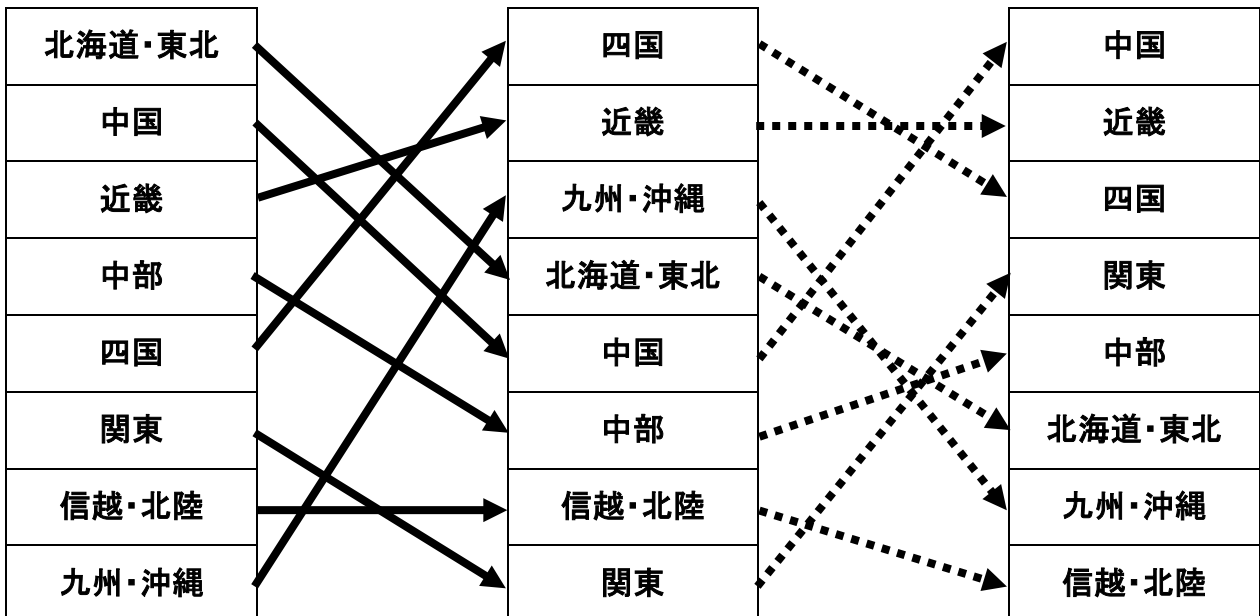 北海道・東北
中国
近畿
中部
四国
関東
信越・北陸
九州・沖縄
四国
近畿
九州・沖縄
北海道・東北
中国
中部
信越・北陸
関東
中国
近畿
四国
関東
中部
北海道・東北
九州・沖縄
信越・北陸